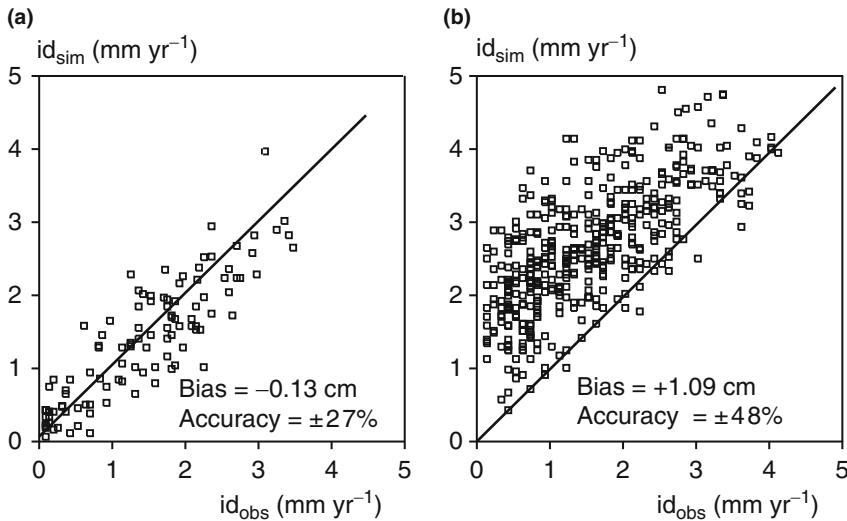 (a)
id_sim (mm yr⁻¹)
5
4
3
2
1
0
0 1 2 3 4 5
Bias = −0.13 cm
Accuracy = ±27%
id_obs (mm yr⁻¹)
(b)
id_sim (mm yr⁻¹)
5
4
3
2
1
0
0 1 2 3 4 5
Bias = +1.09 cm
Accuracy = ±48%
id_obs (mm yr⁻¹)